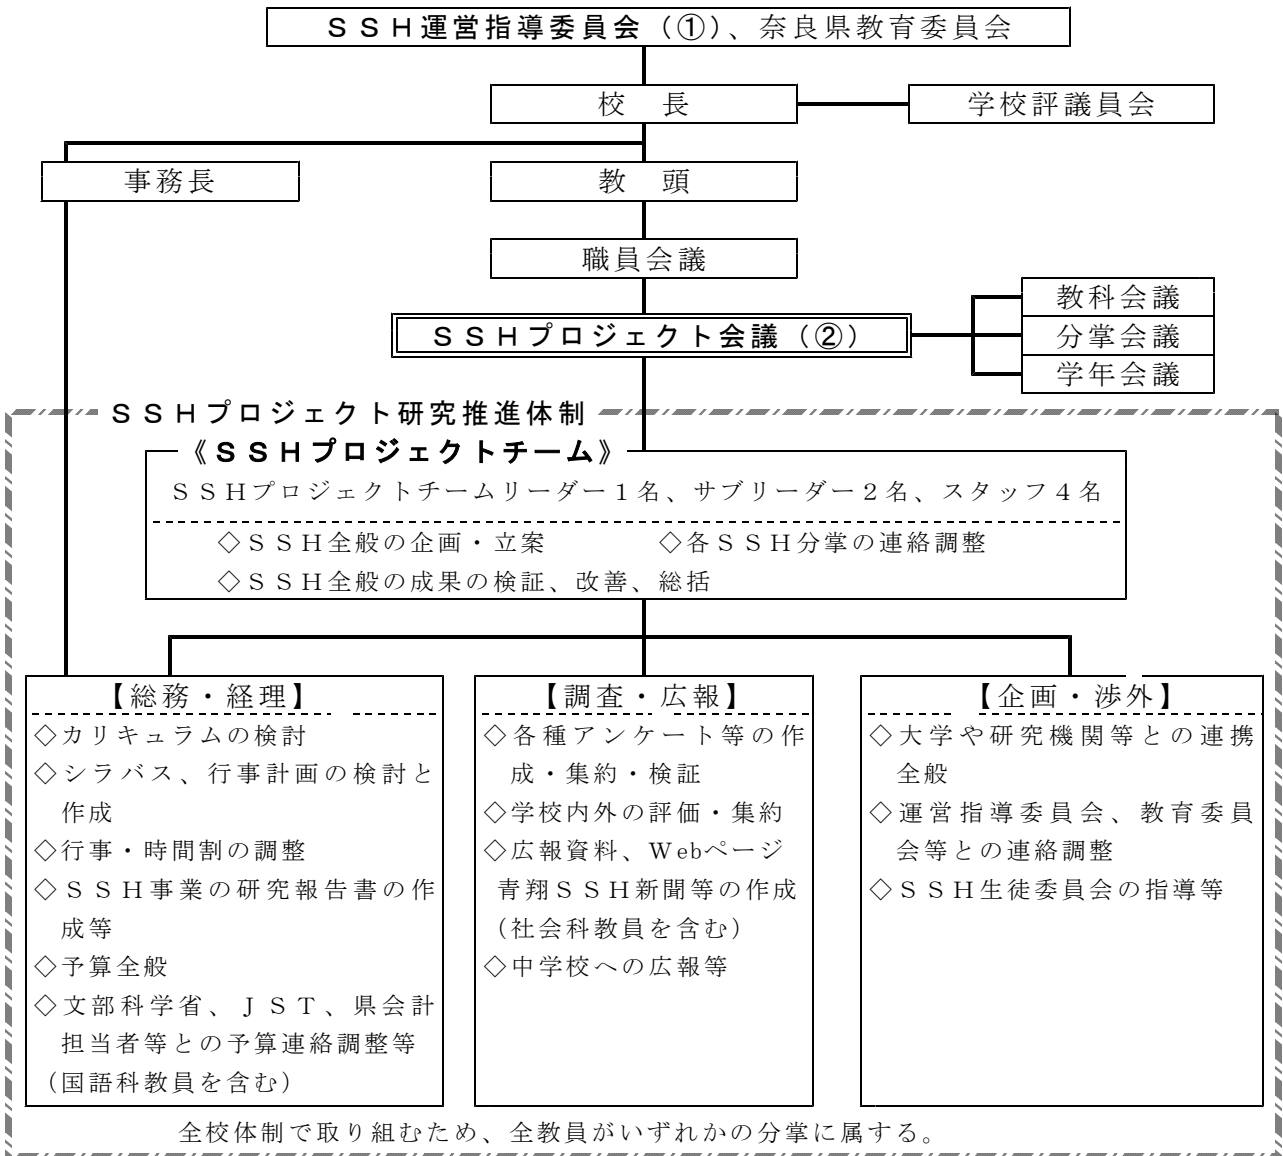 ＳＳＨ運営指導委員会（①）、奈良県教育委員会
校　長
学校評議員会
事務長
教　頭
職員会議
教科会議
ＳＳＨプロジェクト会議（②）
分掌会議
学年会議
ＳＳＨプロジェクト研究推進体制
《ＳＳＨプロジェクトチーム》
ＳＳＨプロジェクトチームリーダー１名、サブリーダー２名、スタッフ４名
◇ＳＳＨ全般の企画・立案　　　◇各ＳＳＨ分掌の連絡調整
◇ＳＳＨ全般の成果の検証、改善、総括
【総務・経理】
◇カリキュラムの検討
◇シラバス、行事計画の検討と
作成
◇行事・時間割の調整
◇ＳＳＨ事業の研究報告書の作
成等
◇予算全般
◇文部科学省、ＪＳＴ、県会計
担当者等との予算連絡調整等
（国語科教員を含む）
【調査・広報】
◇各種アンケート等の作
成・集約・検証
◇学校内外の評価・集約
◇広報資料、Webページ
青翔ＳＳＨ新聞等の作成
（社会科教員を含む）
◇中学校への広報等
【企画・渉外】
◇大学や研究機関等との連携
全般
◇運営指導委員会、教育委員
会等との連絡調整
◇ＳＳＨ生徒委員会の指導等
全校体制で取り組むため、全教員がいずれかの分掌に属する。